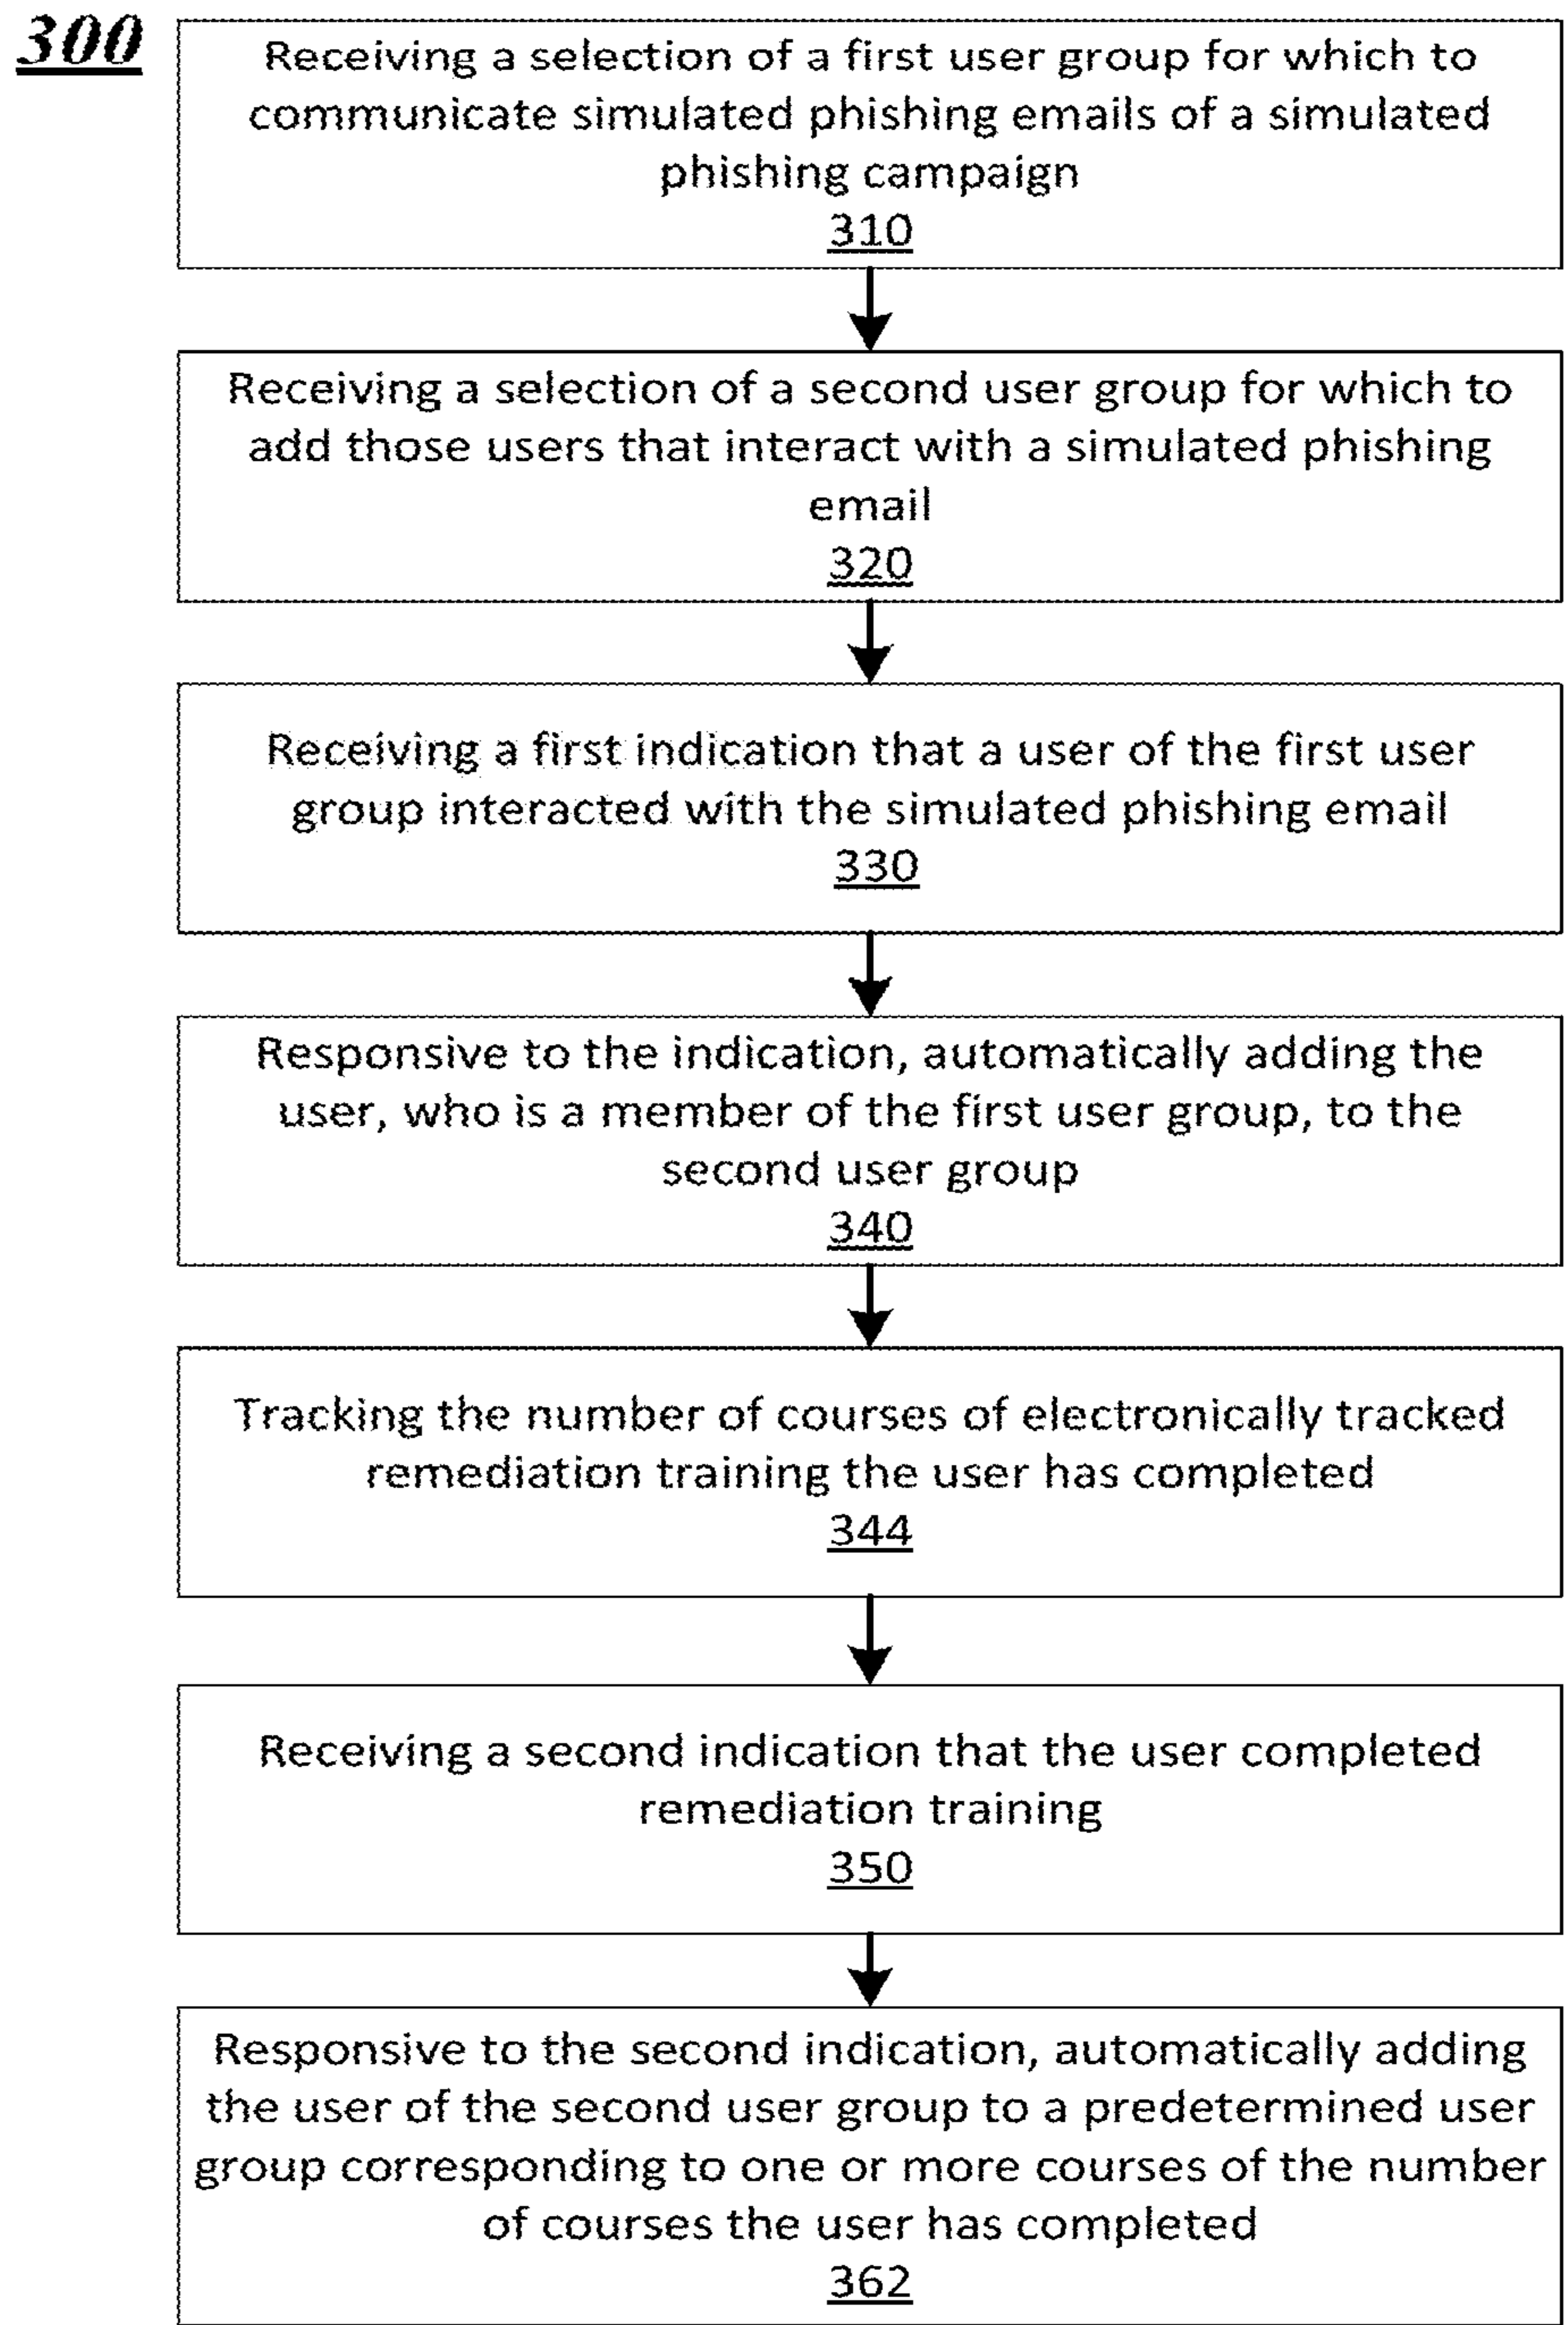 300
Receiving a selection of a first user group for which to
communicate simulated phishing emails of a simulated
phishing campaign
310
Receiving a selection of a second user group for which to
add those users that interact with a simulated phishing
email
320
Receiving a first indication that a user of the first user
group interacted with the simulated phishing email
330
Responsive to the indication, automatically adding the
user, who is a member of the first user group, to the
second user group
340
Tracking the number of courses of electronically tracked
remediation training the user has completed
344
Receiving a second indication that the user completed
remediation training
350
Responsive to the second indication, automatically adding
the user of the second user group to a predetermined user
group corresponding to one or more courses of the number
of courses the user has completed
362